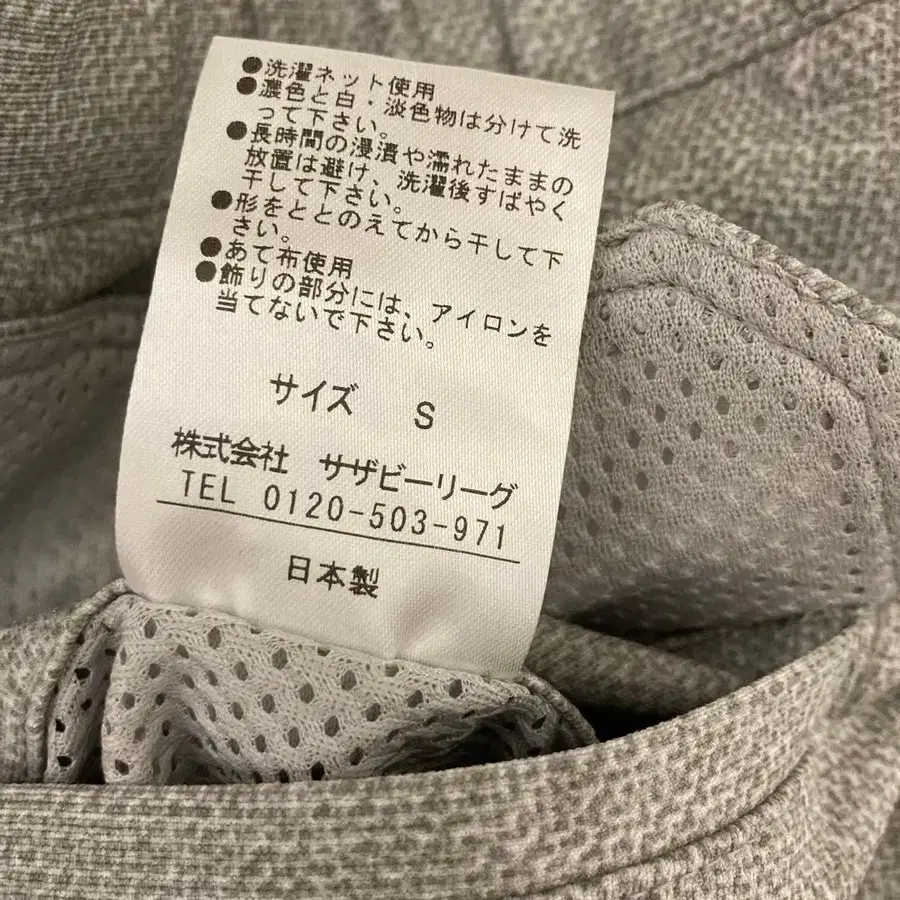 ●洗濯ネット使用
●濃色と白・淡色物は分けて洗
って下さい。
●長時間の浸漬や濡れたままの
放置は避け、洗濯後すばやく
干して下さい。
●形をととのえてから干して下
さい。
●あて布使用
●飾りの部分には、アイロンを
当てないで下さい。
サイズ S
株式会社 サザビーリーグ
TEL 0120-503-971
日本製